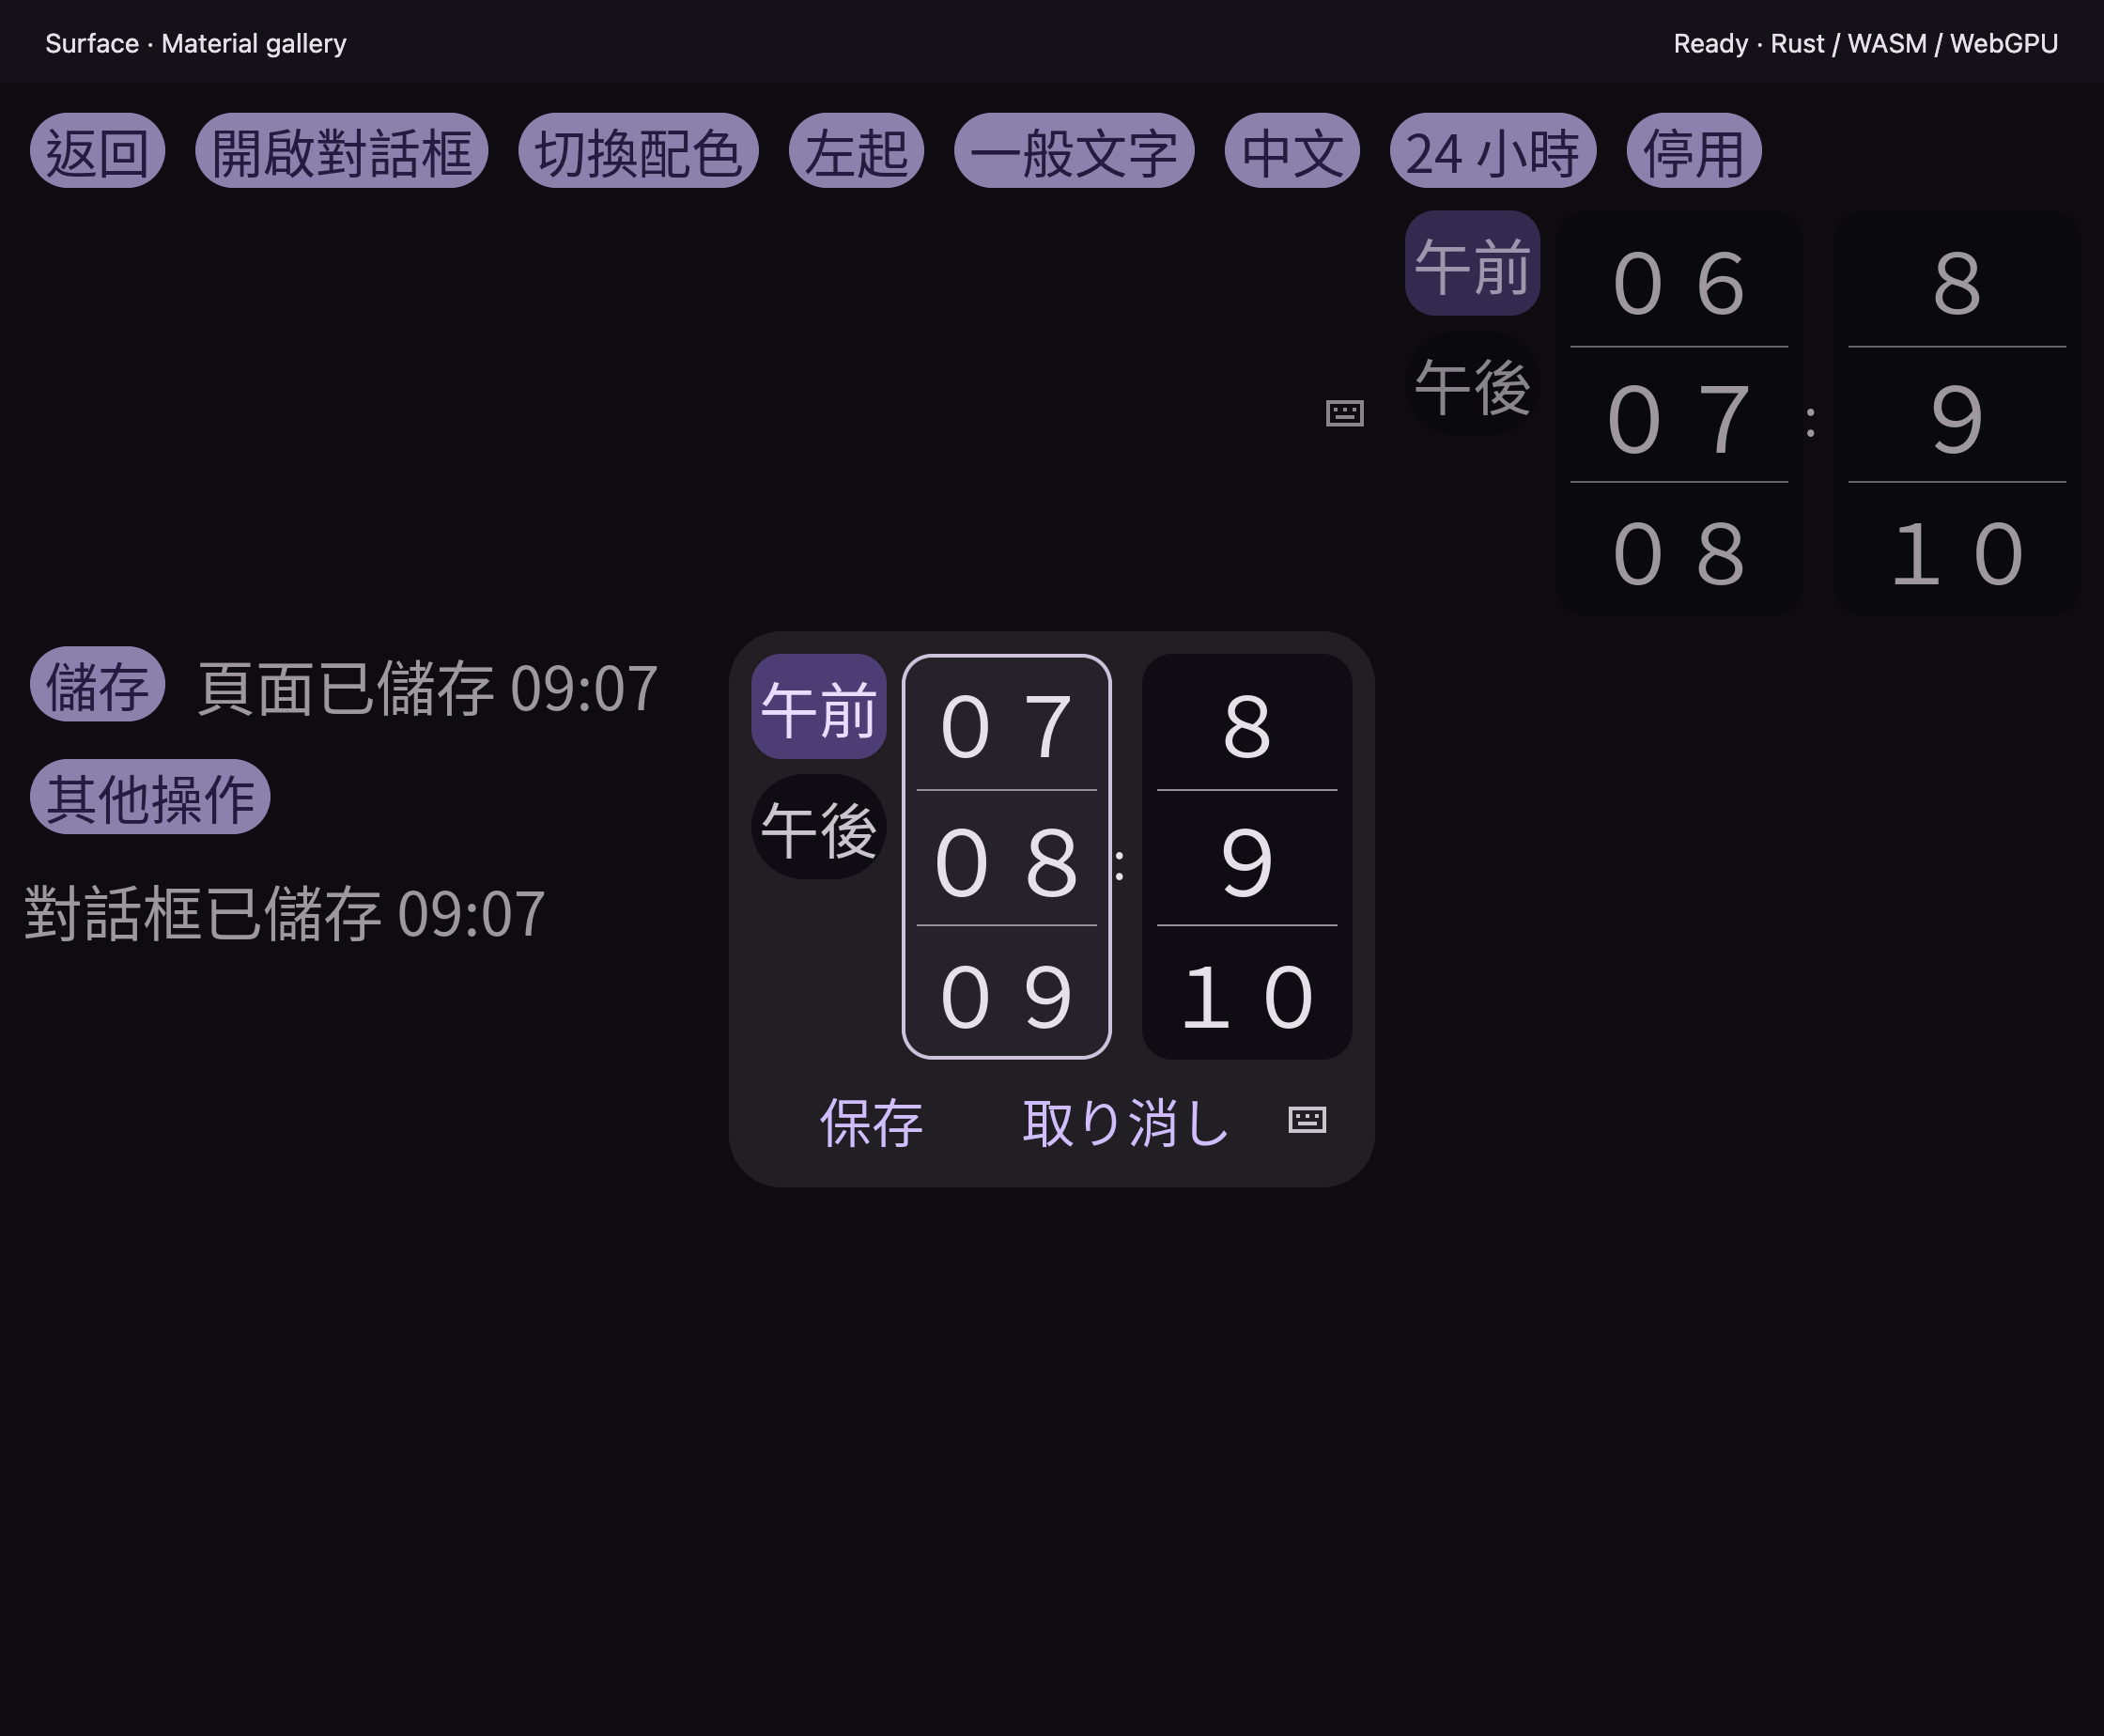 Surface · Material gallery
Ready · Rust / WASM / WebGPU
返回 開啟對話框 切換配色 左起 一般文字 中文 24 小時 停用
午前
午後
06
07
08
:
8
9
10
儲存 頁面已儲存 09:07
其他操作
對話框已儲存 09:07
午前
午後
07
08
09
:
8
9
10
保存 取り消し